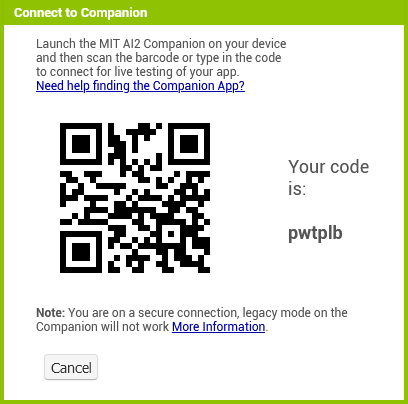 Connect to Companion
Launch the MIT AI2 Companion on your device
and then scan the barcode or type in the code
to connect for live testing of your app.
Need help finding the Companion App?
Your code
is:
pwtplb
Note: You are on a secure connection, legacy mode on the
Companion will not work More Information.
Cancel